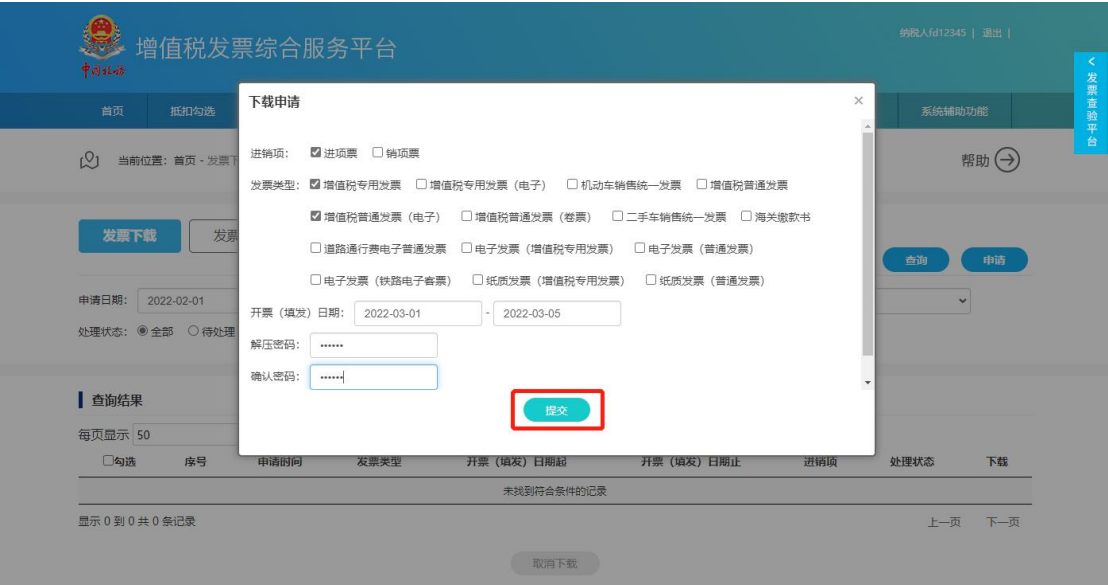 增值税发票综合服务平台
中国税务
纳税人fd12345 | 退出 |
< 发票查验平台
首页 抵扣勾选 系统辅助功能
当前位置：首页 - 发票下
帮助
发票下载 发票
查询 申请
申请日期： 2022-02-01
处理状态： 全部 待处理
下载申请 ×
进销项： 进项票 销项票
发票类型： 增值税专用发票 增值税专用发票（电子） 机动车销售统一发票 增值税普通发票
增值税普通发票（电子） 增值税普通发票（卷票） 二手车销售统一发票 海关缴款书
道路通行费电子普通发票 电子发票（增值税专用发票） 电子发票（普通发票）
电子发票（铁路电子客票） 纸质发票（增值税专用发票） 纸质发票（普通发票）
开票（填发）日期： 2022-03-01 - 2022-03-05
解压密码： ••••••
确认密码： ••••••
提交
查询结果
每页显示 50
勾选 序号 申请时间 发票类型 开票（填发）日期起 开票（填发）日期止 进销项 处理状态 下载
未找到符合条件的记录
显示 0 到 0 共 0 条记录
上一页 下一页
取消下载